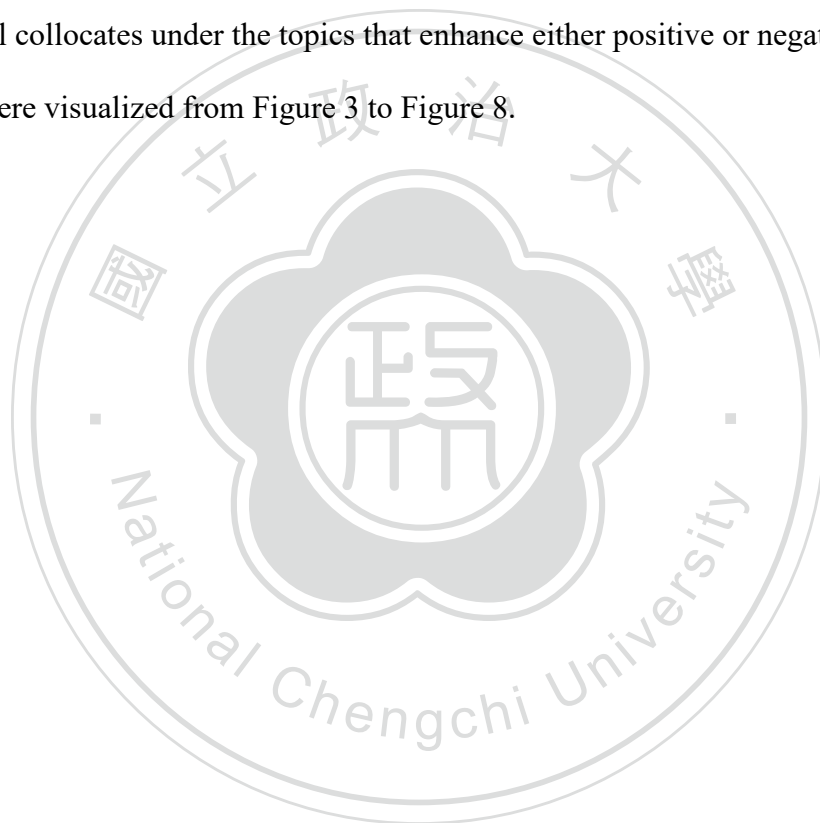 l collocates under the topics that enhance either positive or negat
ere visualized from Figure 3 to Figure 8.
國立政治大學
National Chengchi University